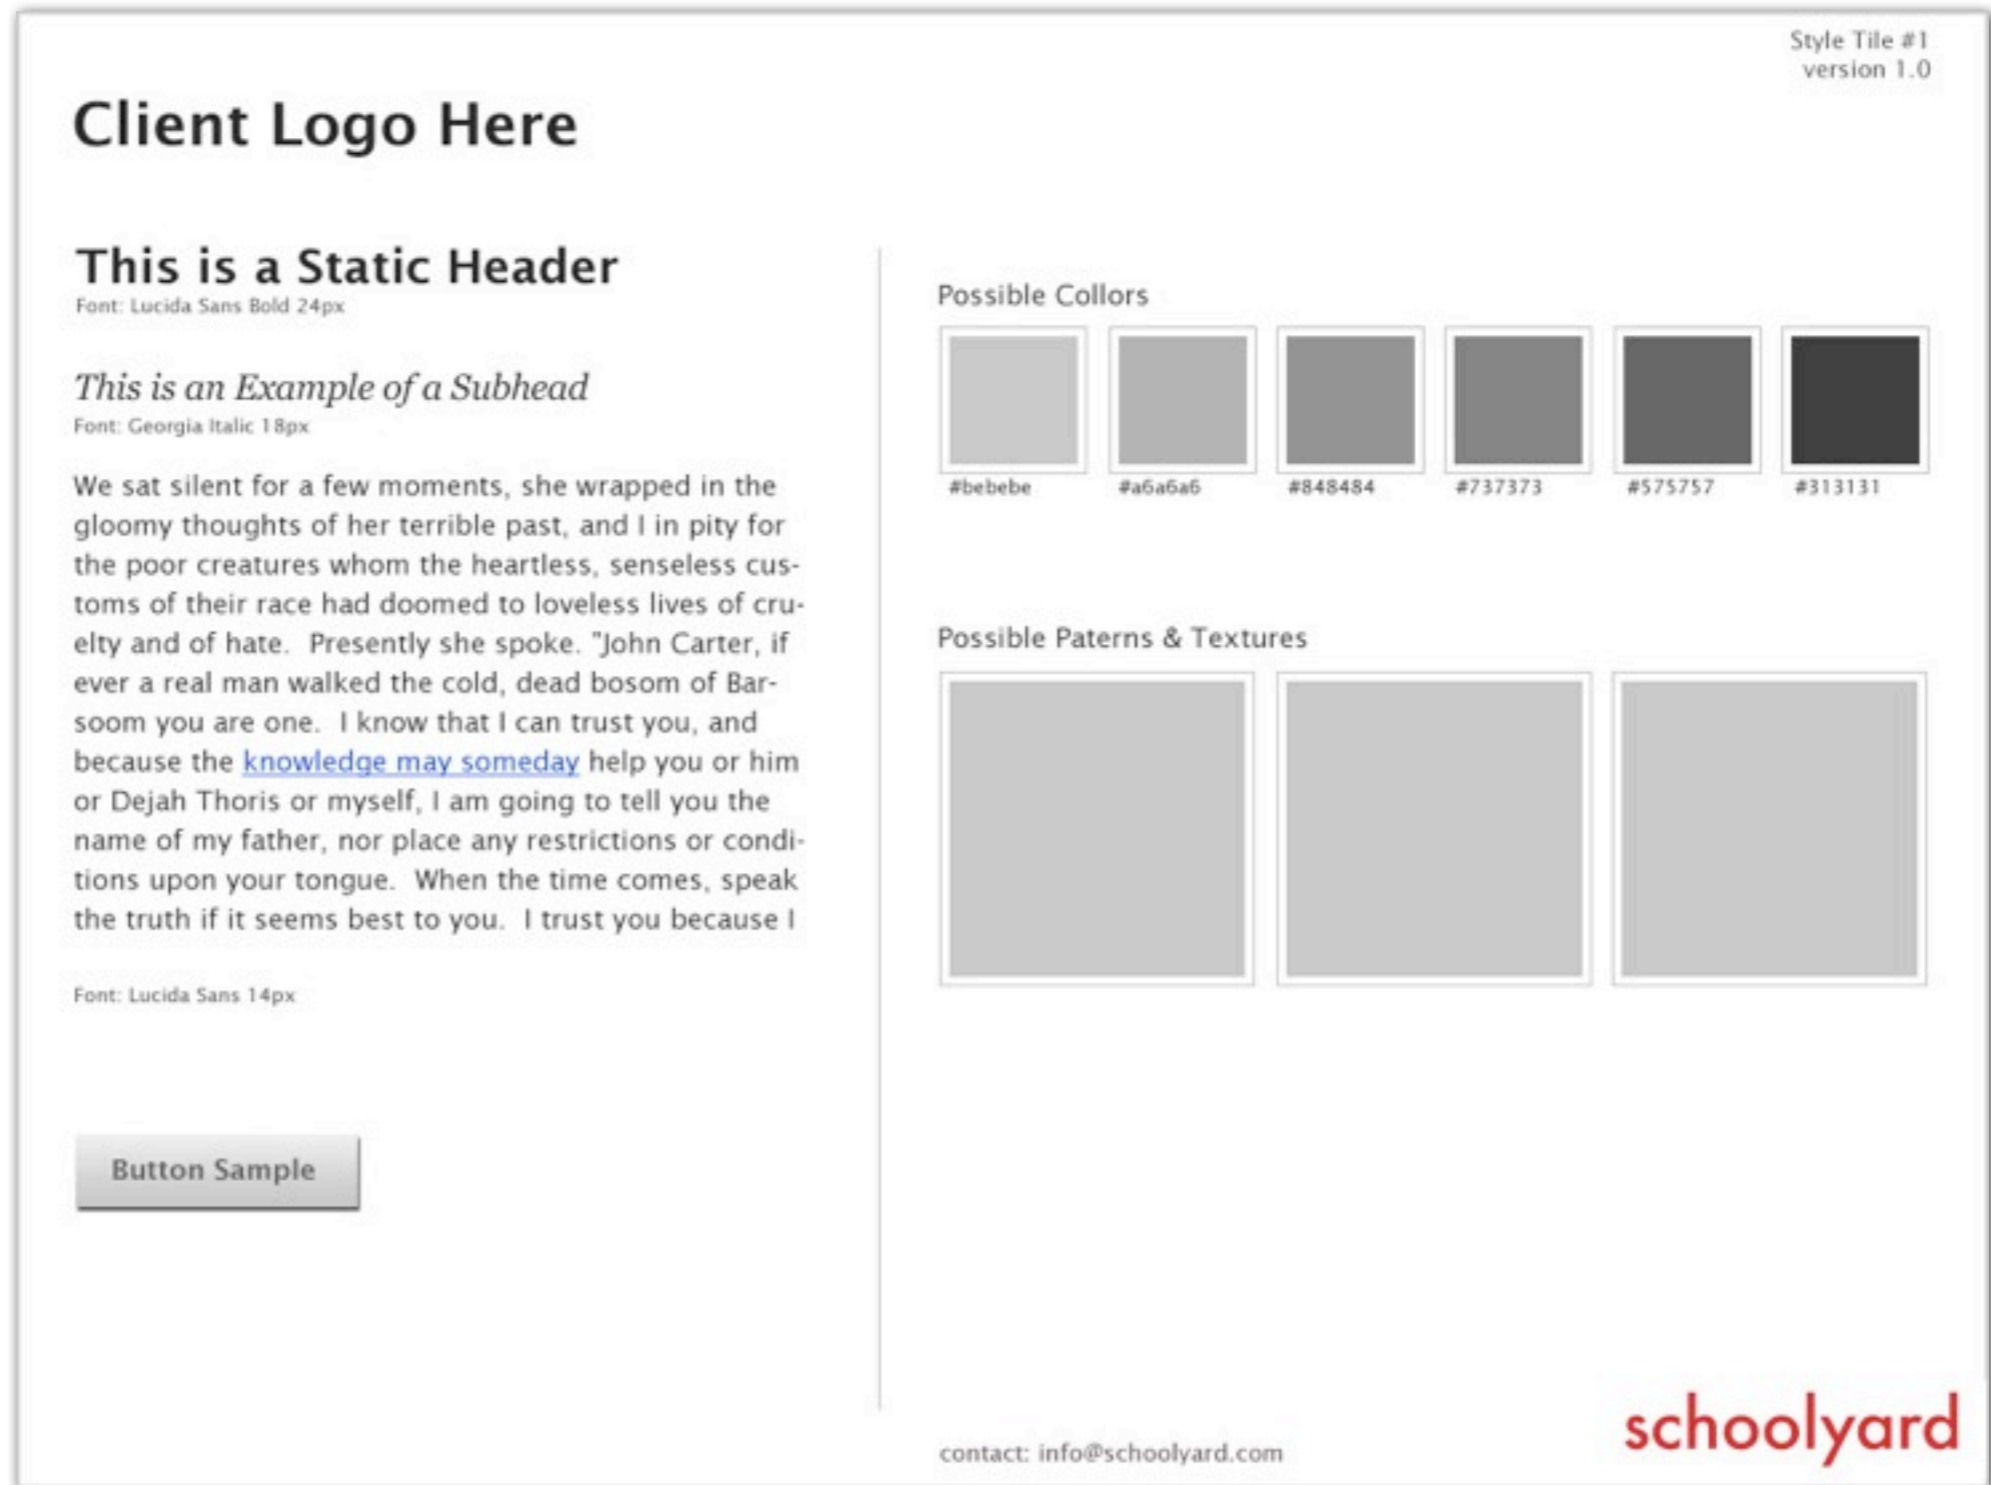 Style Tile #1
version 1.0
Client Logo Here
This is a Static Header
Font: Lucida Sans Bold 24px
This is an Example of a Subhead
Font: Georgia Italic 18px
We sat silent for a few moments, she wrapped in the
gloomy thoughts of her terrible past, and I in pity for
the poor creatures whom the heartless, senseless cus-
toms of their race had doomed to loveless lives of cru-
elty and of hate.  Presently she spoke. "John Carter, if
ever a real man walked the cold, dead bosom of Bar-
soom you are one.  I know that I can trust you, and
because the knowledge may someday help you or him
or Dejah Thoris or myself, I am going to tell you the
name of my father, nor place any restrictions or condi-
tions upon your tongue.  When the time comes, speak
the truth if it seems best to you.  I trust you because I
Font: Lucida Sans 14px
Button Sample
Possible Collors
#bebebe #a6a6a6 #848484 #737373 #575757 #313131
Possible Paterns & Textures
contact: info@schoolyard.com
schoolyard